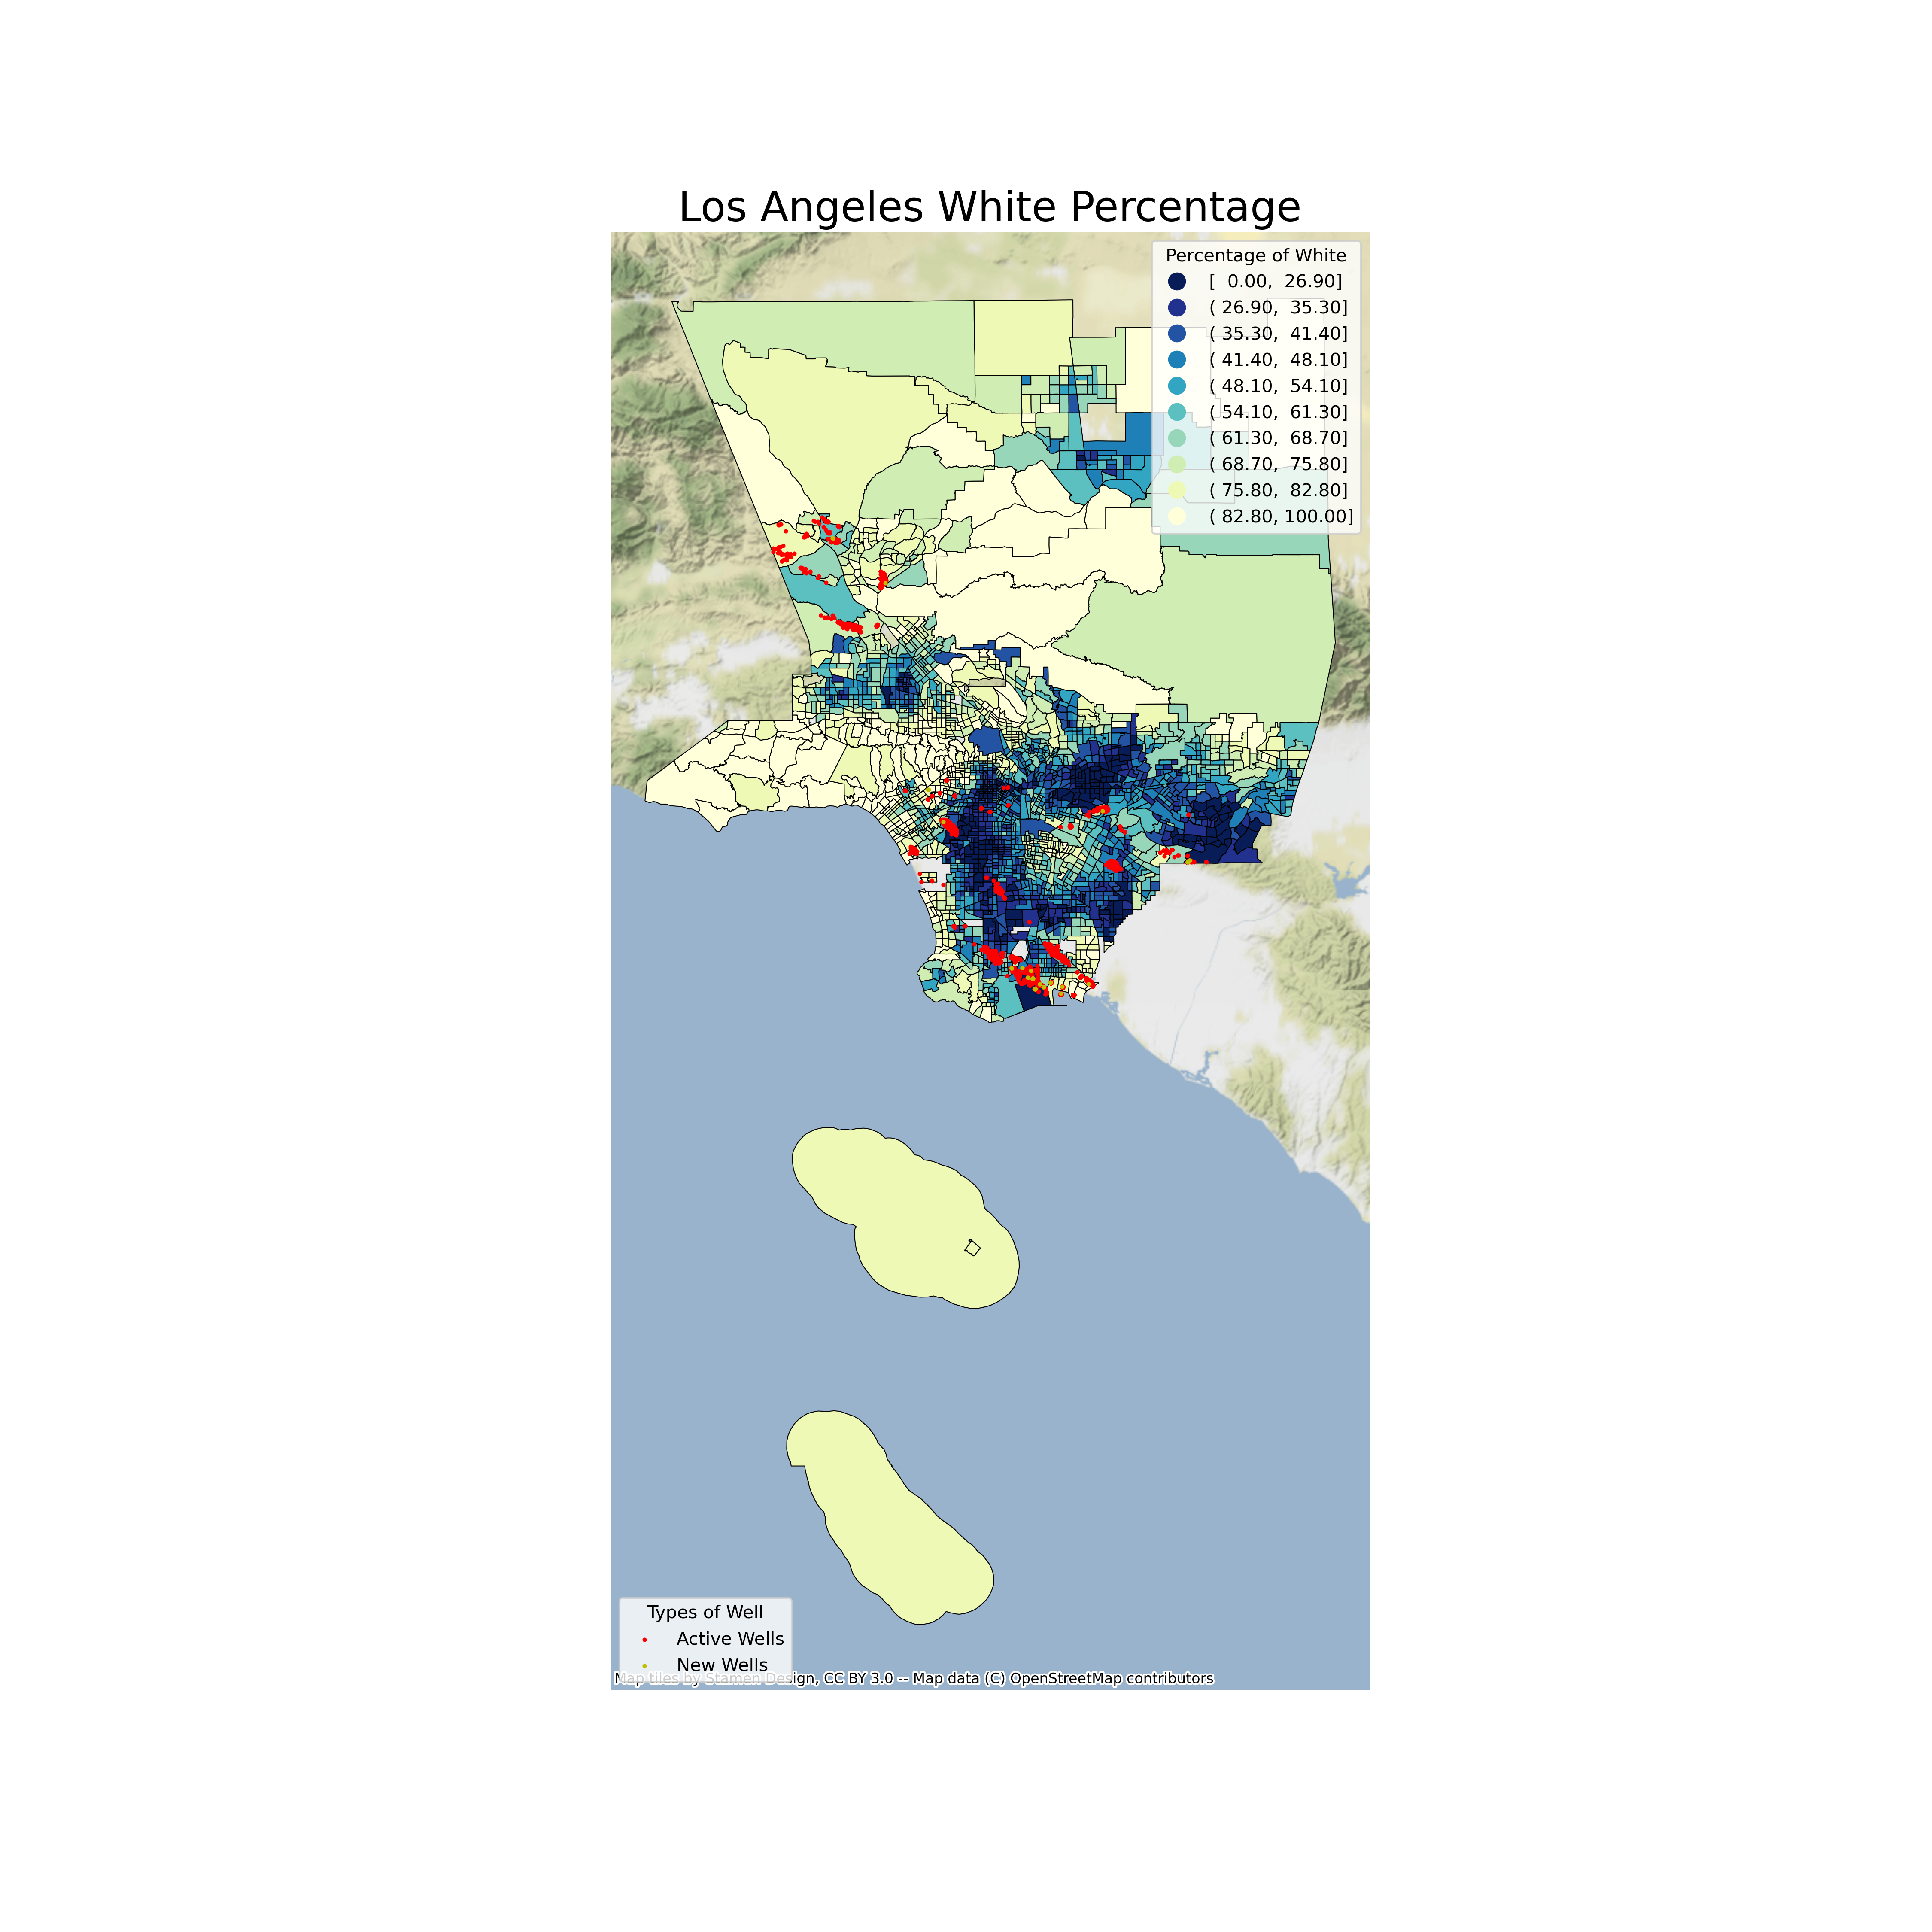 Los Angeles White Percentage
Percentage of White
[  0.00,  26.90]
( 26.90,  35.30]
( 35.30,  41.40]
( 41.40,  48.10]
( 48.10,  54.10]
( 54.10,  61.30]
( 61.30,  68.70]
( 68.70,  75.80]
( 75.80,  82.80]
( 82.80, 100.00]
Types of Well
Active Wells
New Wells
Map tiles by Stamen Design, CC BY 3.0 -- Map data (C) OpenStreetMap contributors